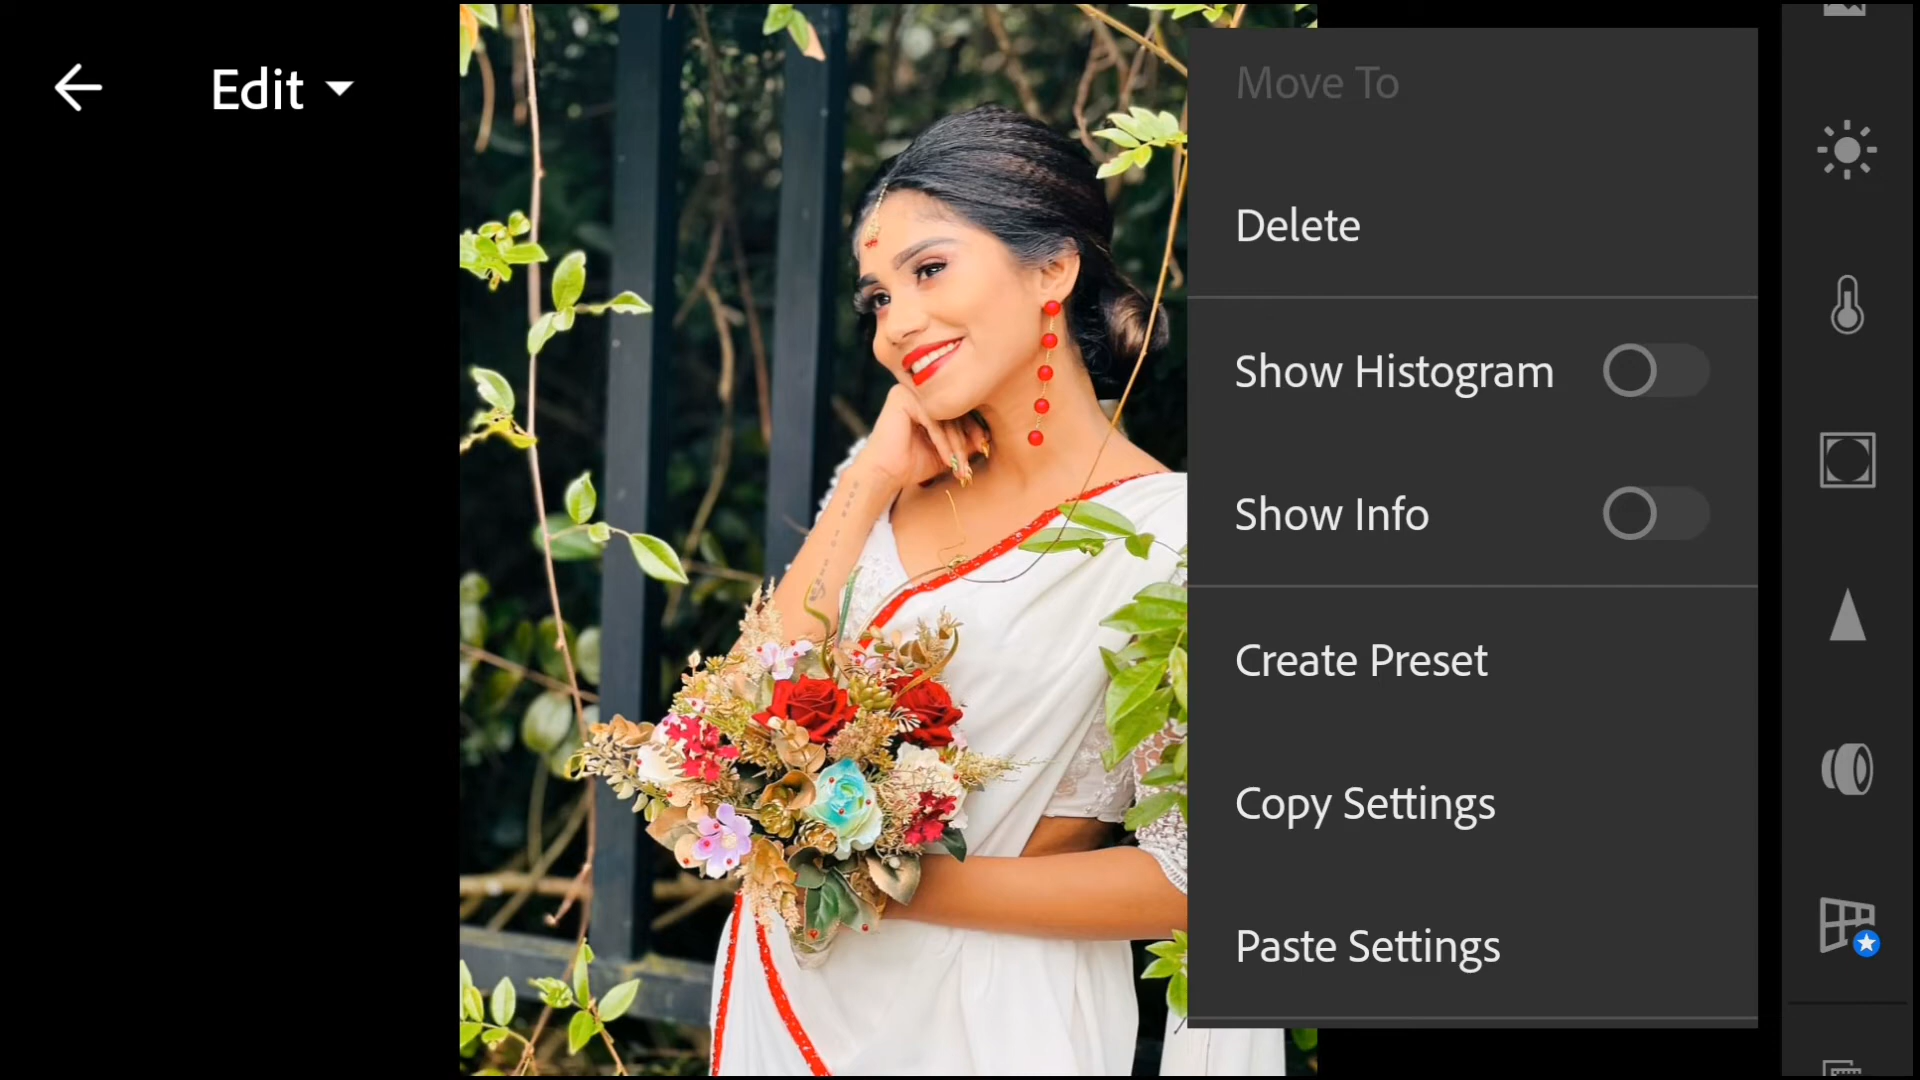 Edit
Move To
Delete
Show Histogram
Show Info
Create Preset
Copy Settings
Paste Settings